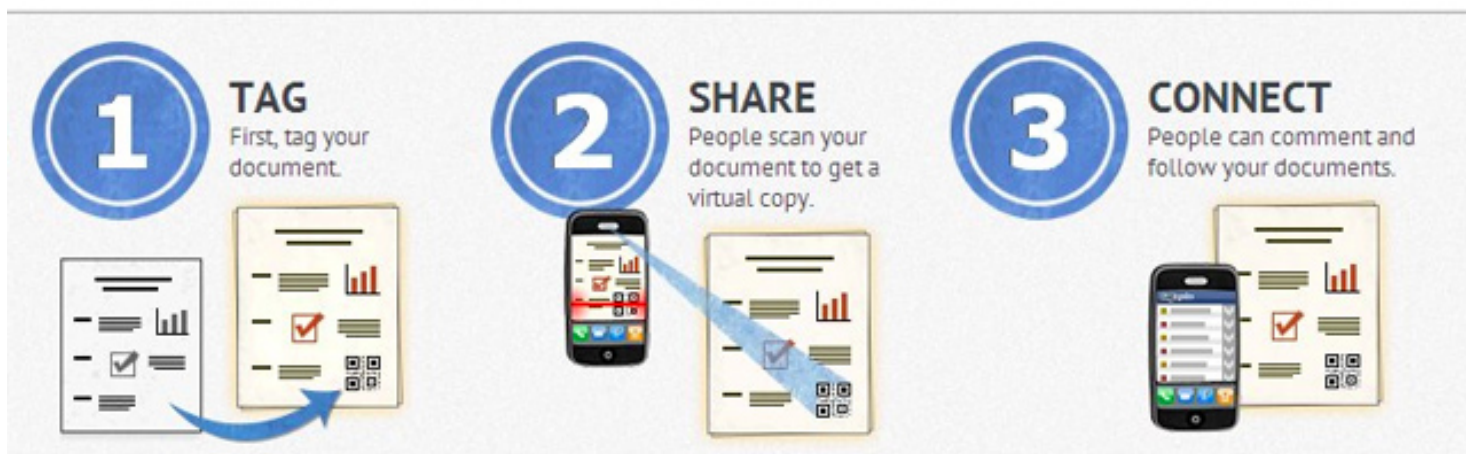 1
TAG
First, tag your
document.
2
SHARE
People scan your
document to get a
virtual copy.
3
CONNECT
People can comment and
follow your documents.